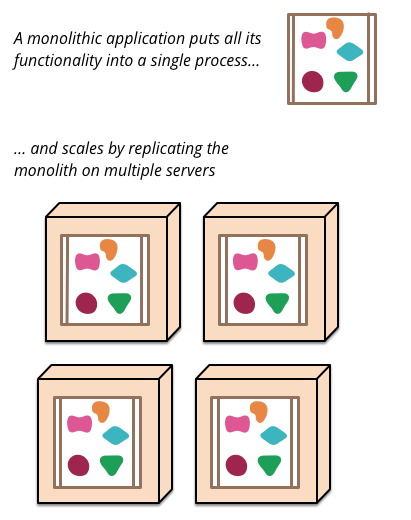 A monolithic application puts all its
functionality into a single process...
... and scales by replicating the
monolith on multiple servers